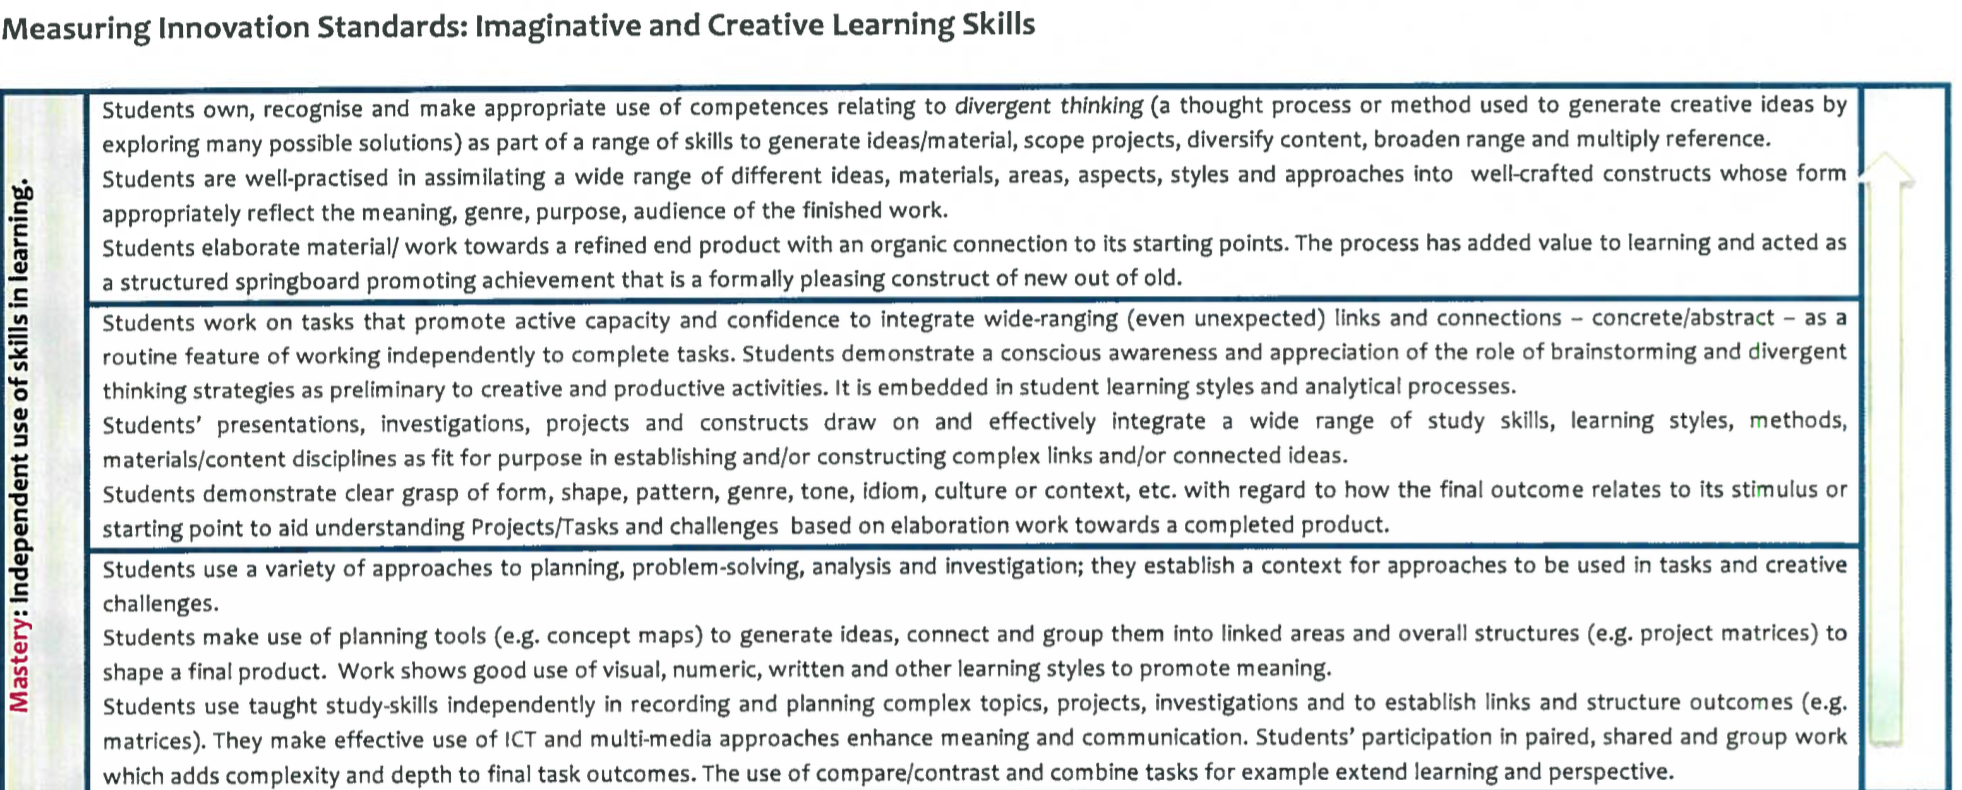 Measuring Innovation Standards: Imaginative and Creative Learning Skills
Mastery: Independent use of skills in learning.
Students own, recognise and make appropriate use of competences relating to divergent thinking (a thought process or method used to generate creative ideas by
exploring many possible solutions) as part of a range of skills to generate ideas/material, scope projects, diversify content, broaden range and multiply reference.
Students are well-practised in assimilating a wide range of different ideas, materials, areas, aspects, styles and approaches into well-crafted constructs whose form
appropriately reflect the meaning, genre, purpose, audience of the finished work.
Students elaborate material/ work towards a refined end product with an organic connection to its starting points. The process has added value to learning and acted as
a structured springboard promoting achievement that is a formally pleasing construct of new out of old.
Students work on tasks that promote active capacity and confidence to integrate wide-ranging (even unexpected) links and connections – concrete/abstract – as a
routine feature of working independently to complete tasks. Students demonstrate a conscious awareness and appreciation of the role of brainstorming and divergent
thinking strategies as preliminary to creative and productive activities. It is embedded in student learning styles and analytical processes.
Students' presentations, investigations, projects and constructs draw on and effectively integrate a wide range of study skills, learning styles, methods,
materials/content disciplines as fit for purpose in establishing and/or constructing complex links and/or connected ideas.
Students demonstrate clear grasp of form, shape, pattern, genre, tone, idiom, culture or context, etc. with regard to how the final outcome relates to its stimulus or
starting point to aid understanding Projects/Tasks and challenges based on elaboration work towards a completed product.
Students use a variety of approaches to planning, problem-solving, analysis and investigation; they establish a context for approaches to be used in tasks and creative
challenges.
Students make use of planning tools (e.g. concept maps) to generate ideas, connect and group them into linked areas and overall structures (e.g. project matrices) to
shape a final product. Work shows good use of visual, numeric, written and other learning styles to promote meaning.
Students use taught study-skills independently in recording and planning complex topics, projects, investigations and to establish links and structure outcomes (e.g.
matrices). They make effective use of ICT and multi-media approaches enhance meaning and communication. Students' participation in paired, shared and group work
which adds complexity and depth to final task outcomes. The use of compare/contrast and combine tasks for example extend learning and perspective.